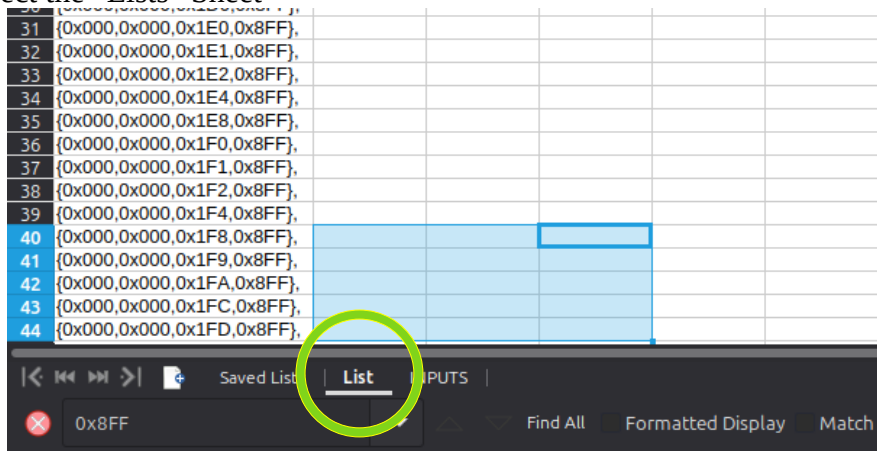 ect the "Lists" Sheet
31 {0x000,0x000,0x1E0,0x8FF},
32 {0x000,0x000,0x1E1,0x8FF},
33 {0x000,0x000,0x1E2,0x8FF},
34 {0x000,0x000,0x1E4,0x8FF},
35 {0x000,0x000,0x1E8,0x8FF},
36 {0x000,0x000,0x1F0,0x8FF},
37 {0x000,0x000,0x1F1,0x8FF},
38 {0x000,0x000,0x1F2,0x8FF},
39 {0x000,0x000,0x1F4,0x8FF},
40 {0x000,0x000,0x1F8,0x8FF},
41 {0x000,0x000,0x1F9,0x8FF},
42 {0x000,0x000,0x1FA,0x8FF},
43 {0x000,0x000,0x1FC,0x8FF},
44 {0x000,0x000,0x1FD,0x8FF},
Saved List List INPUTS
0x8FF Find All Formatted Display Match